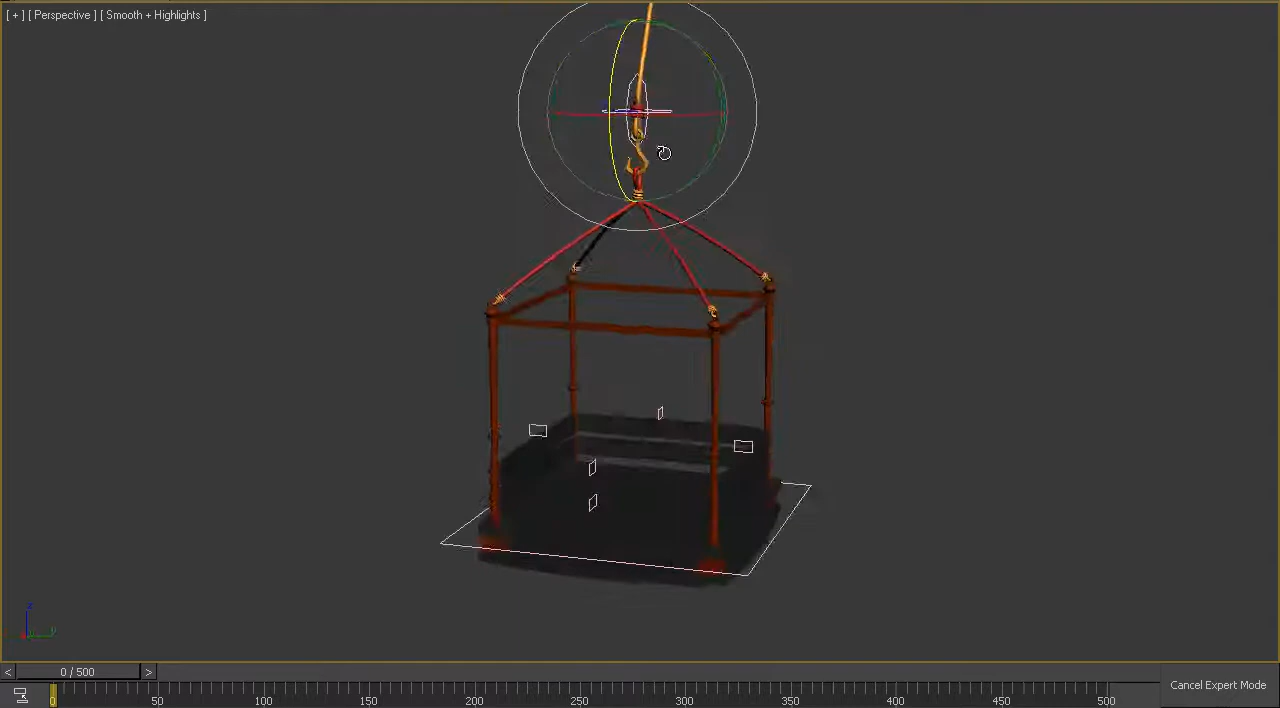 [ + ] [ Perspective ] [ Smooth + Highlights ]
z
y
< 0 / 500 >
0 50 100 150 200 250 300 350 400 450 500
Cancel Expert Mode